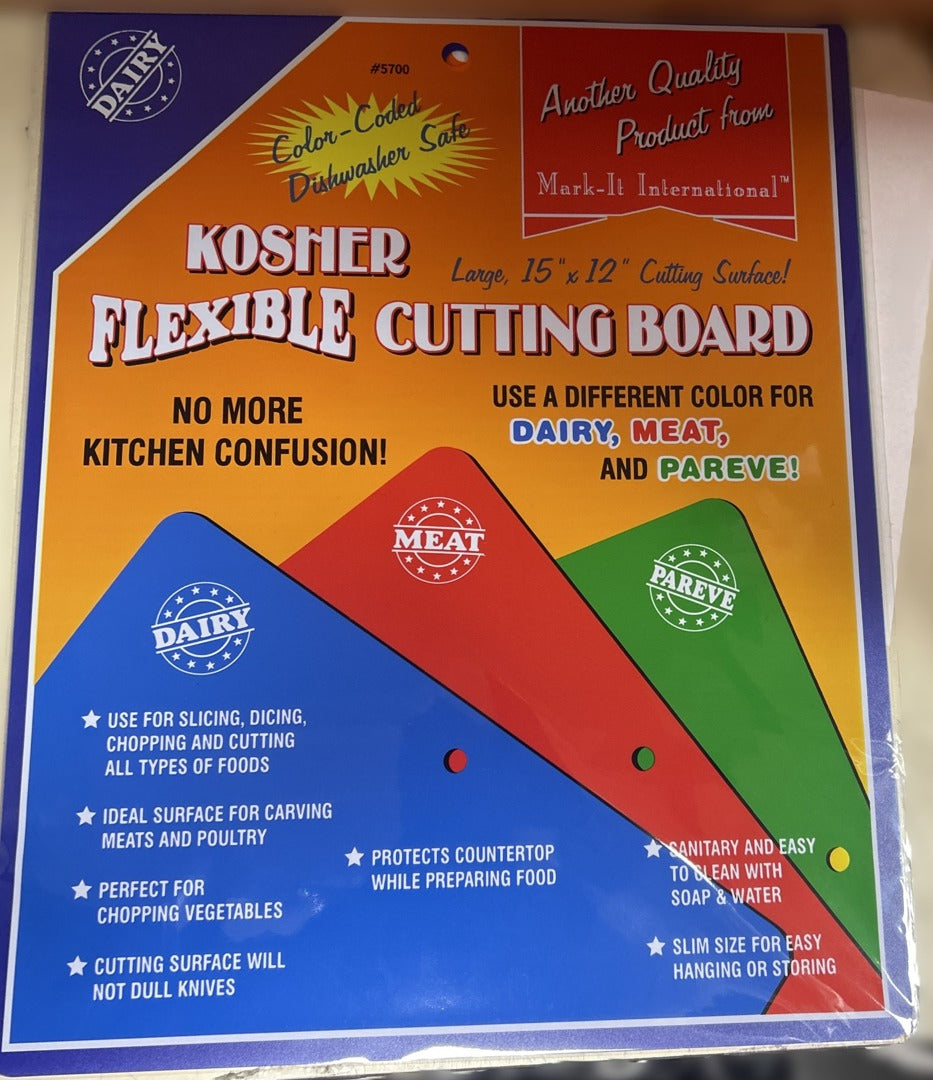 DAIRY
#5700
Color-Coded
Dishwasher Safe
Another Quality
Product from
Mark-It International™
KOSHER
Large, 15" x 12" Cutting Surface!
FLEXIBLE CUTTING BOARD
NO MORE
KITCHEN CONFUSION!
USE A DIFFERENT COLOR FOR
DAIRY, MEAT,
AND PAREVE!
MEAT
PAREVE
DAIRY
USE FOR SLICING, DICING,
CHOPPING AND CUTTING
ALL TYPES OF FOODS
IDEAL SURFACE FOR CARVING
MEATS AND POULTRY
PERFECT FOR
CHOPPING VEGETABLES
CUTTING SURFACE WILL
NOT DULL KNIVES
PROTECTS COUNTERTOP
WHILE PREPARING FOOD
SANITARY AND EASY
TO CLEAN WITH
SOAP & WATER
SLIM SIZE FOR EASY
HANGING OR STORING